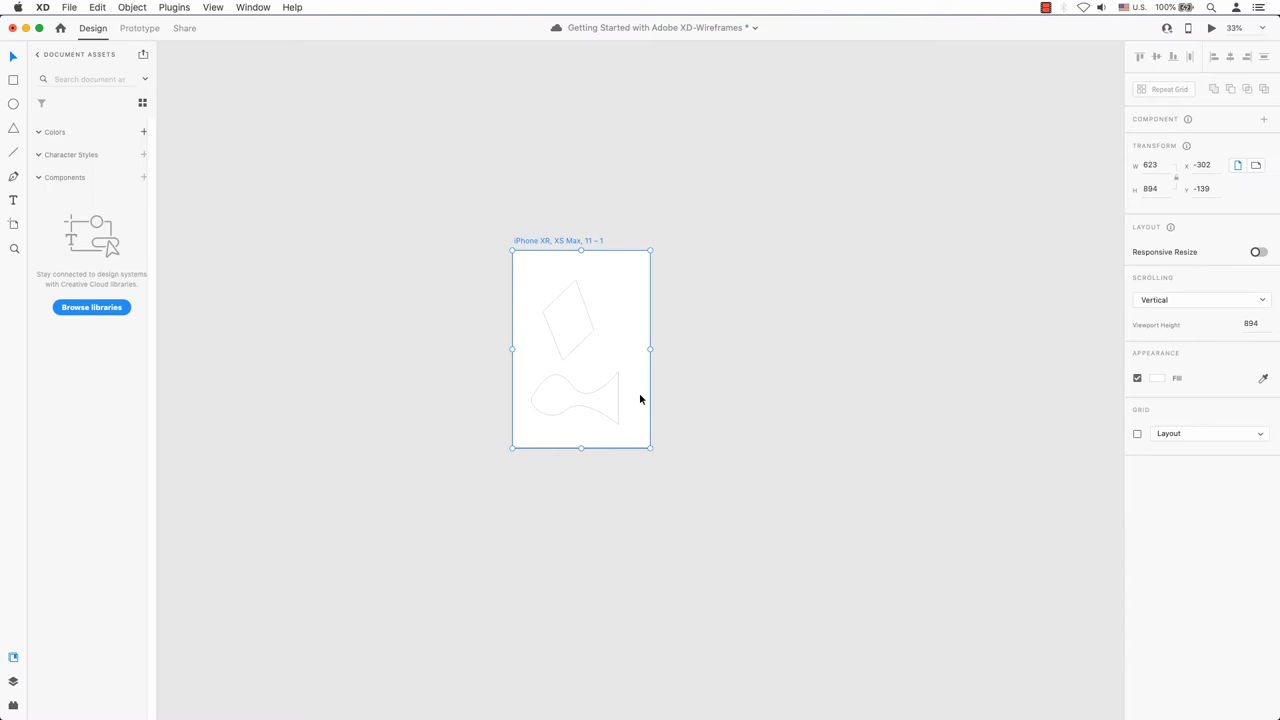 XD File Edit Object Plugins View Window Help U.S. 100%
Design Prototype Share Getting Started with Adobe XD-Wireframes * 33%
DOCUMENT ASSETS
Search document as
Colors
Character Styles
Components
Stay connected to design systems
with Creative Cloud libraries.
Browse libraries
iPhone XR, XS Max, 11 – 1
Repeat Grid
COMPONENT
TRANSFORM
W 623 X -302
H 894 Y -139
LAYOUT
Responsive Resize
SCROLLING
Vertical
Viewport Height 894
APPEARANCE
Fill
GRID
Layout